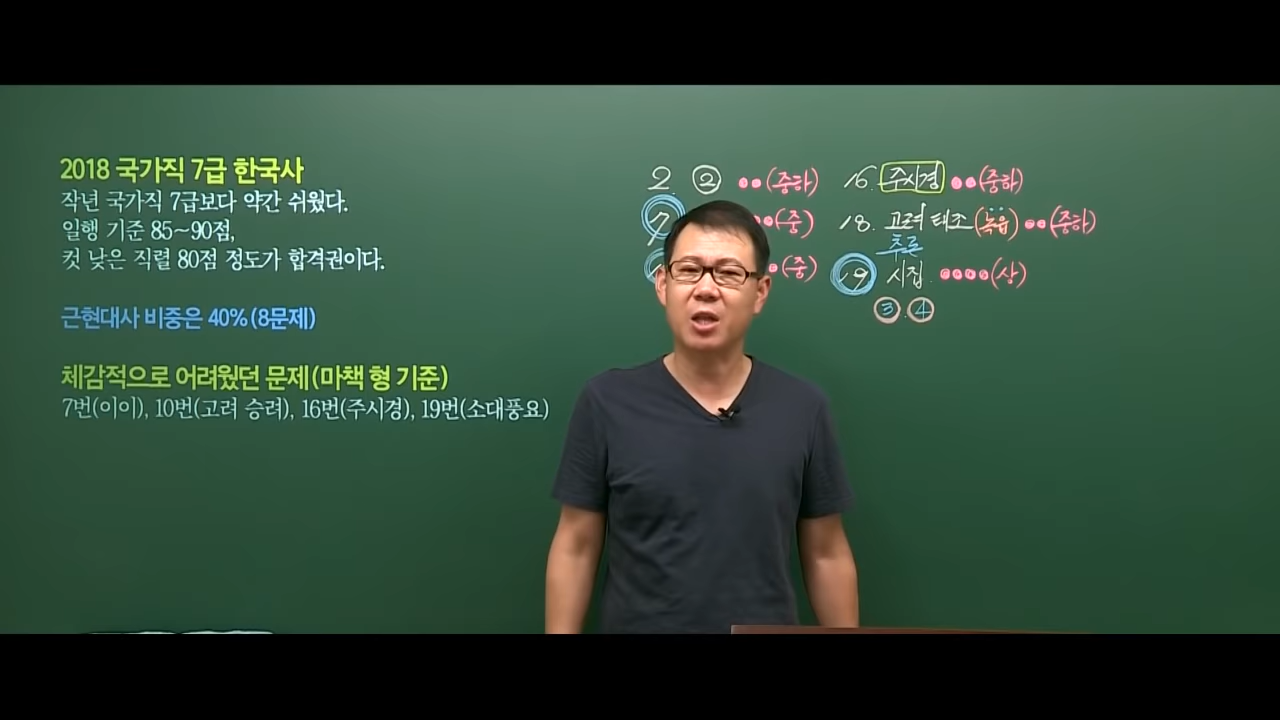 2018 국가직 7급 한국사
작년 국가직 7급보다 약간 쉬웠다.
일행 기준 85~90점,
컷 낮은 직렬 80점 정도가 합격권이다.
근현대사 비중은 40%(8문제)
체감적으로 어려웠던 문제(마책 형 기준)
7번(이이), 10번(고려 승려), 16번(주시경), 19번(소대풍요)
2. ② ●●(중하)
7 ●●(중)
●(중)
16. 주시경 ●●(중하)
18. 고려 태조(녹읍) ●●(중하)
추론
19 시집. ●●●●(상)
③. ④